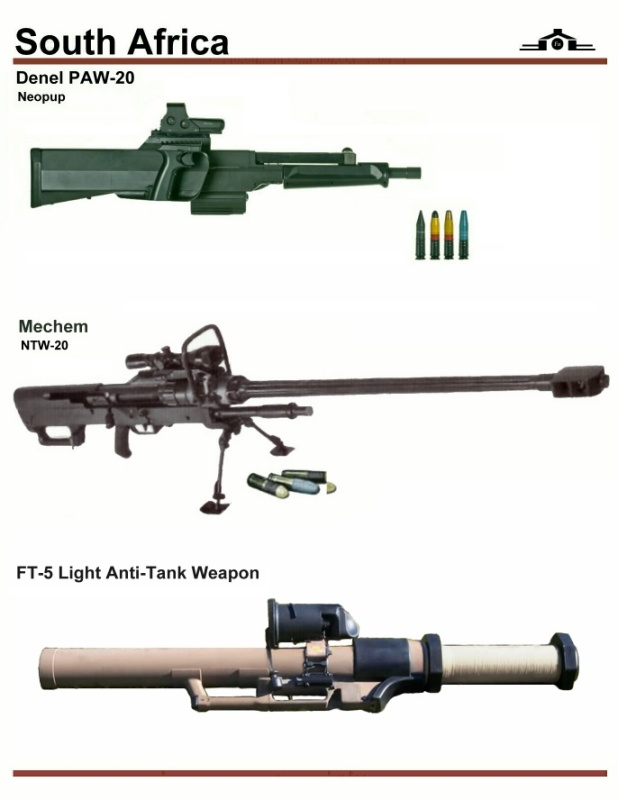 South Africa
Denel PAW-20
Neopup
Mechem
NTW-20
FT-5 Light Anti-Tank Weapon